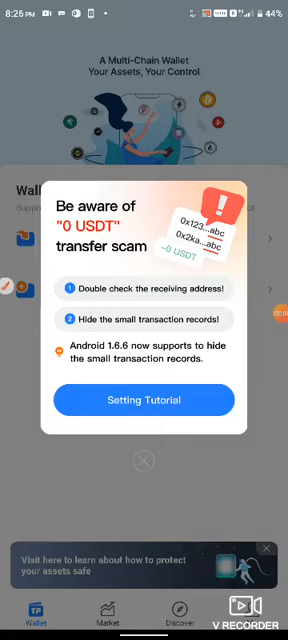 8:26 PM
44%
A Multi-Chain Wallet
Your Assets, Your Control
Be aware of
"0 USDT"
transfer scam
0x123...abc
0x2ka...abc
-0 USDT
1 Double check the receiving address!
2 Hide the small transaction records!
Android 1.6.6 now supports to hide
the small transaction records.
Setting Tutorial
Visit here to learn about how to protect
your assets safe
TP
Wallet
Market
Discover
V RECORDER